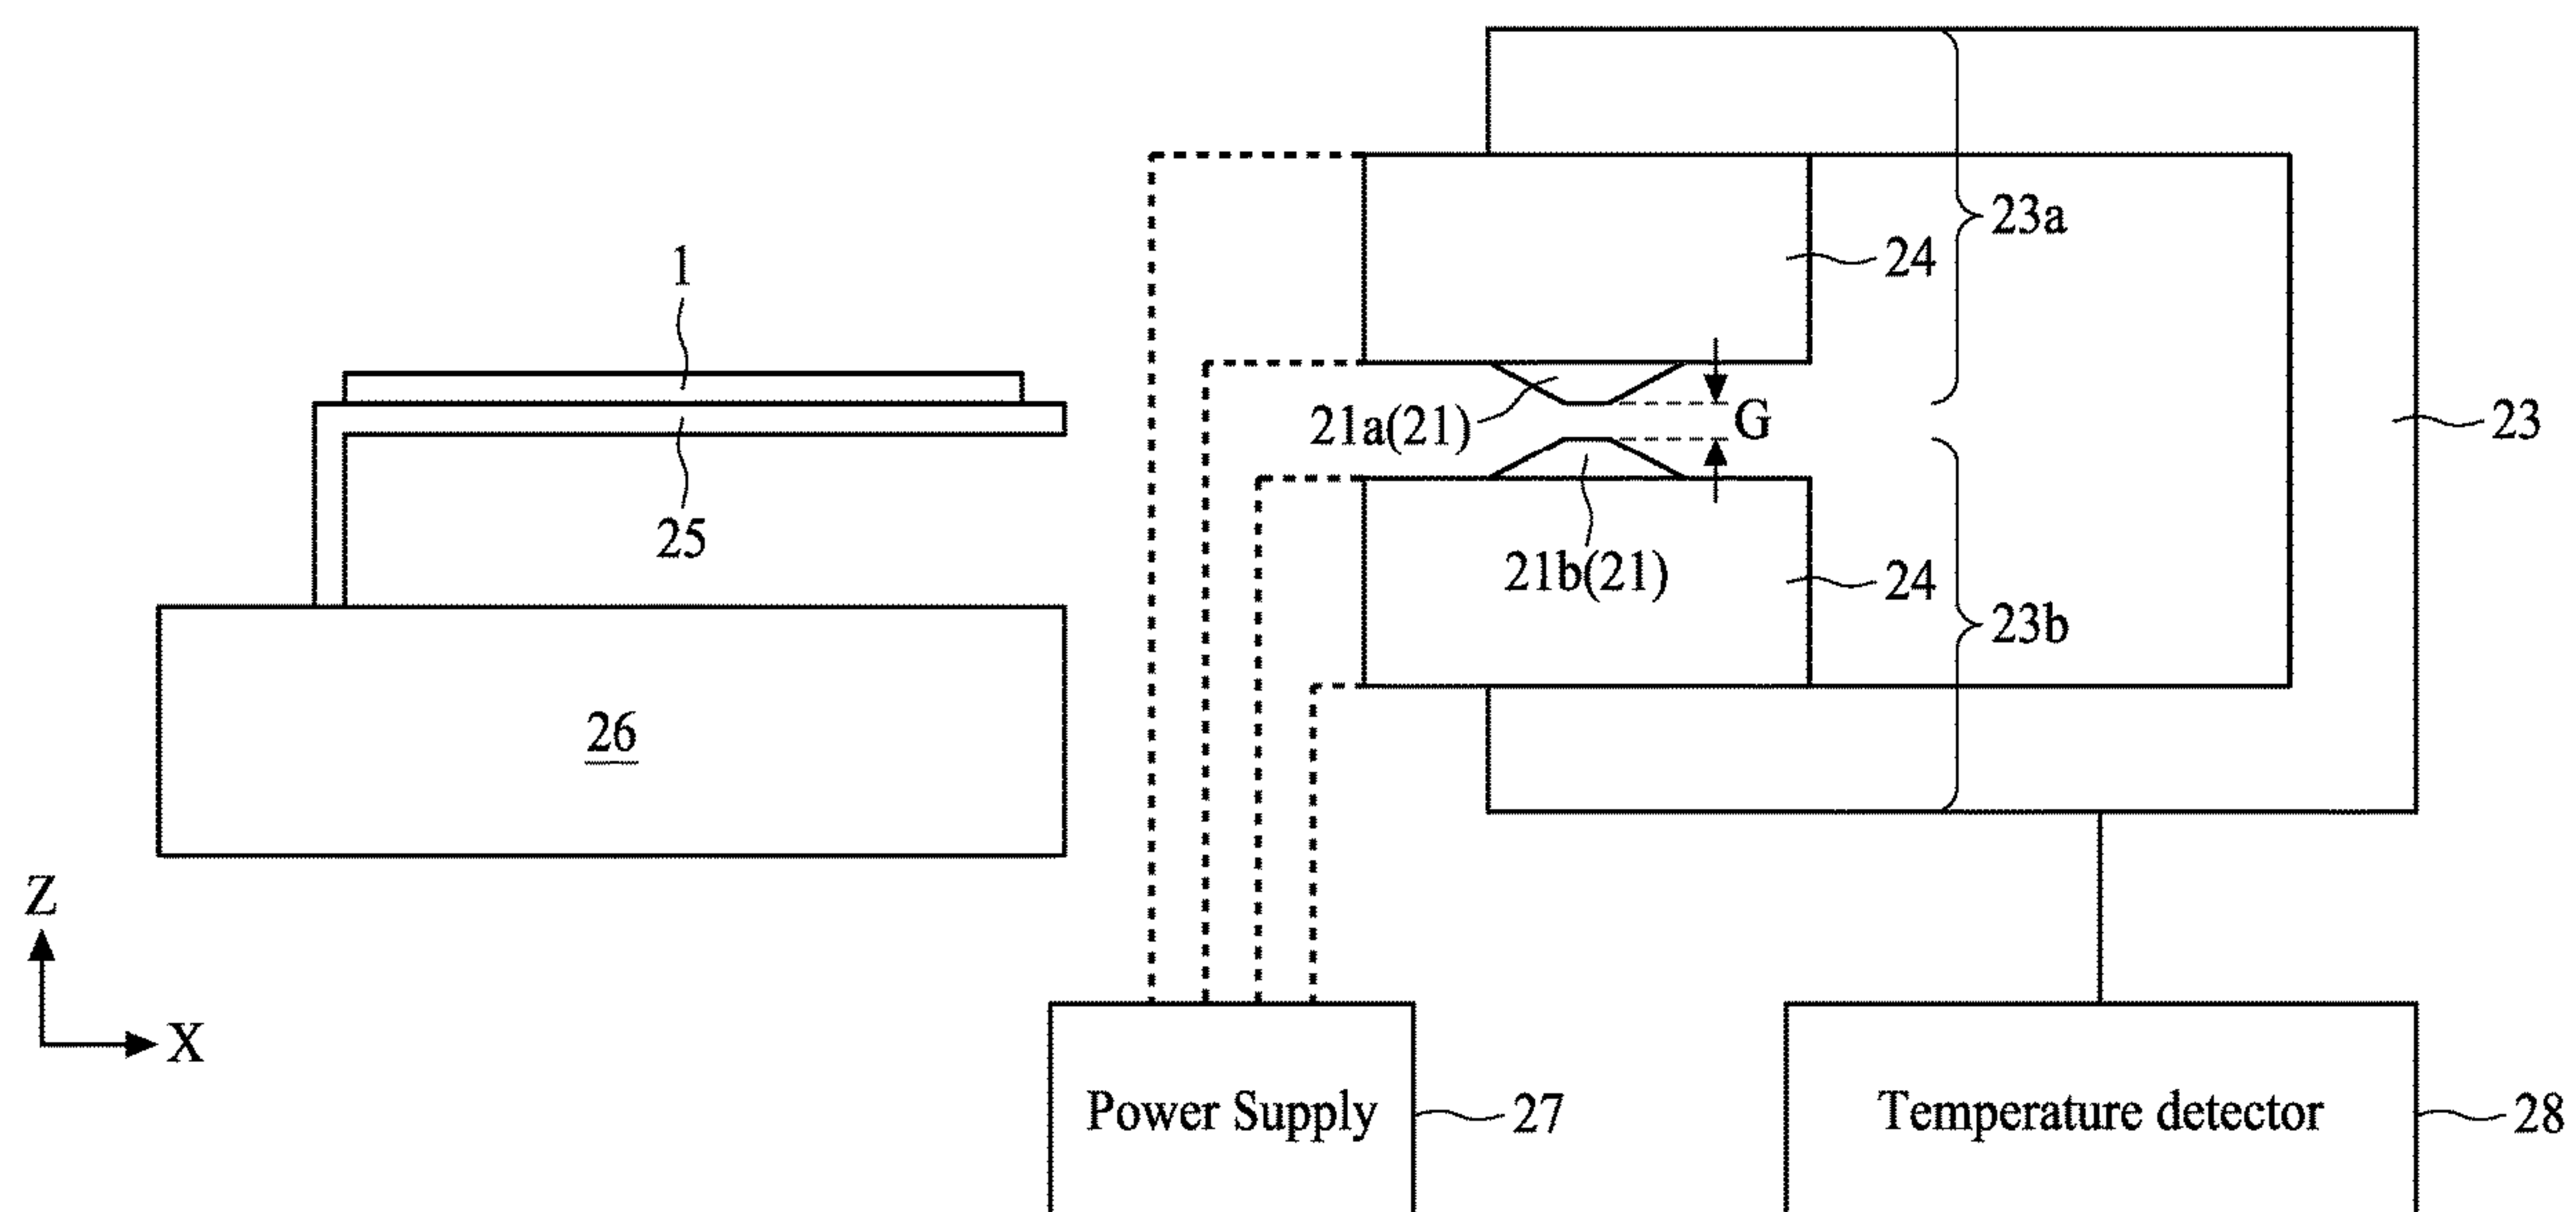 23a
1
24
21a(21)
G
23
25
21b(21)
24
23b
26
Z
X
Power Supply
27
Temperature detector
28